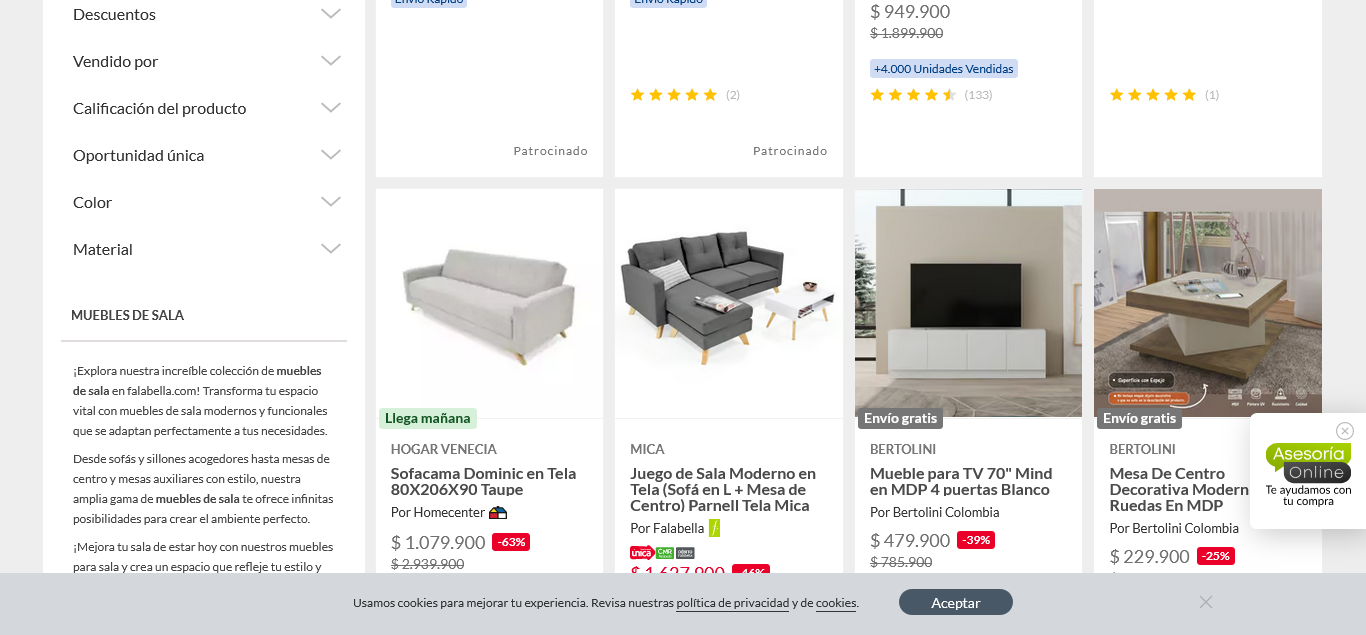 Descuentos
Vendido por
Calificación del producto
Oportunidad única
Color
Material
MUEBLES DE SALA
¡Explora nuestra increíble colección de muebles
de sala en falabella.com! Transforma tu espacio
vital con muebles de sala modernos y funcionales
que se adaptan perfectamente a tus necesidades.
Desde sofás y sillones acogedores hasta mesas de
centro y mesas auxiliares con estilo, nuestra
amplia gama de muebles de sala te ofrece infinitas
posibilidades para crear el ambiente perfecto.
¡Mejora tu sala de estar hoy con nuestros muebles
para sala y crea un espacio que refleje tu estilo y
Envío Rápido
Patrocinado
Envío Rápido
(2)
Patrocinado
$ 949.900
$ 1.899.900
+4.000 Unidades Vendidas
(133)
(1)
Llega mañana
HOGAR VENECIA
Sofacama Dominic en Tela
80X206X90 Taupe
Por Homecenter
$ 1.079.900 -63%
$ 2.939.900
MICA
Juego de Sala Moderno en
Tela (Sofá en L + Mesa de
Centro) Parnell Tela Mica
Por Falabella
única CMR
$ 1.627.900 -46%
Envío gratis
BERTOLINI
Mueble para TV 70" Mind
en MDP 4 puertas Blanco
Por Bertolini Colombia
$ 479.900 -39%
$ 785.900
Superficie con Espejo
Envío gratis
BERTOLINI
Mesa De Centro
Decorativa Modern
Ruedas En MDP
Por Bertolini Colombia
$ 229.900 -25%
Asesoría
Online
Te ayudamos con
tu compra
Usamos cookies para mejorar tu experiencia. Revisa nuestras política de privacidad y de cookies.
Aceptar